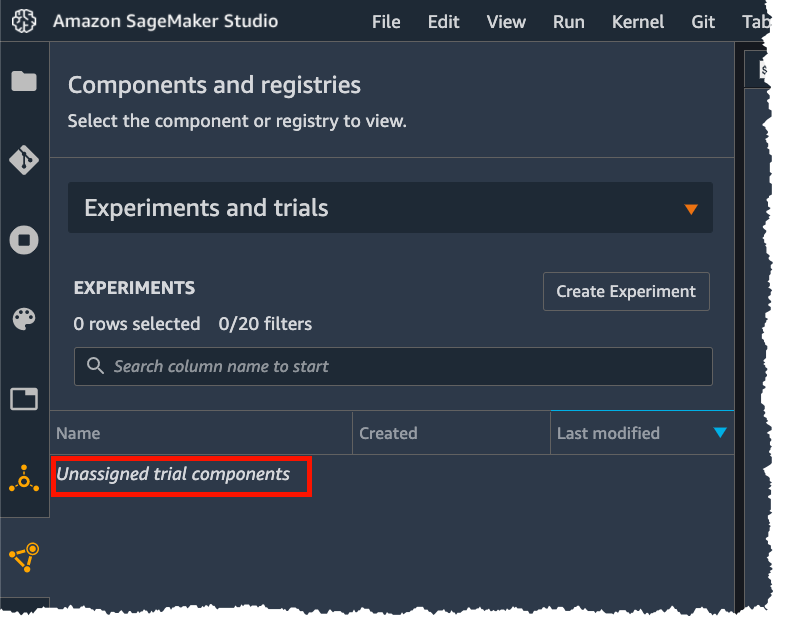 Amazon SageMaker Studio File Edit View Run Kernel Git Tab
Components and registries
Select the component or registry to view.
$
Experiments and trials
EXPERIMENTS
Create Experiment
0 rows selected 0/20 filters
Search column name to start
Name Created Last modified
Unassigned trial components